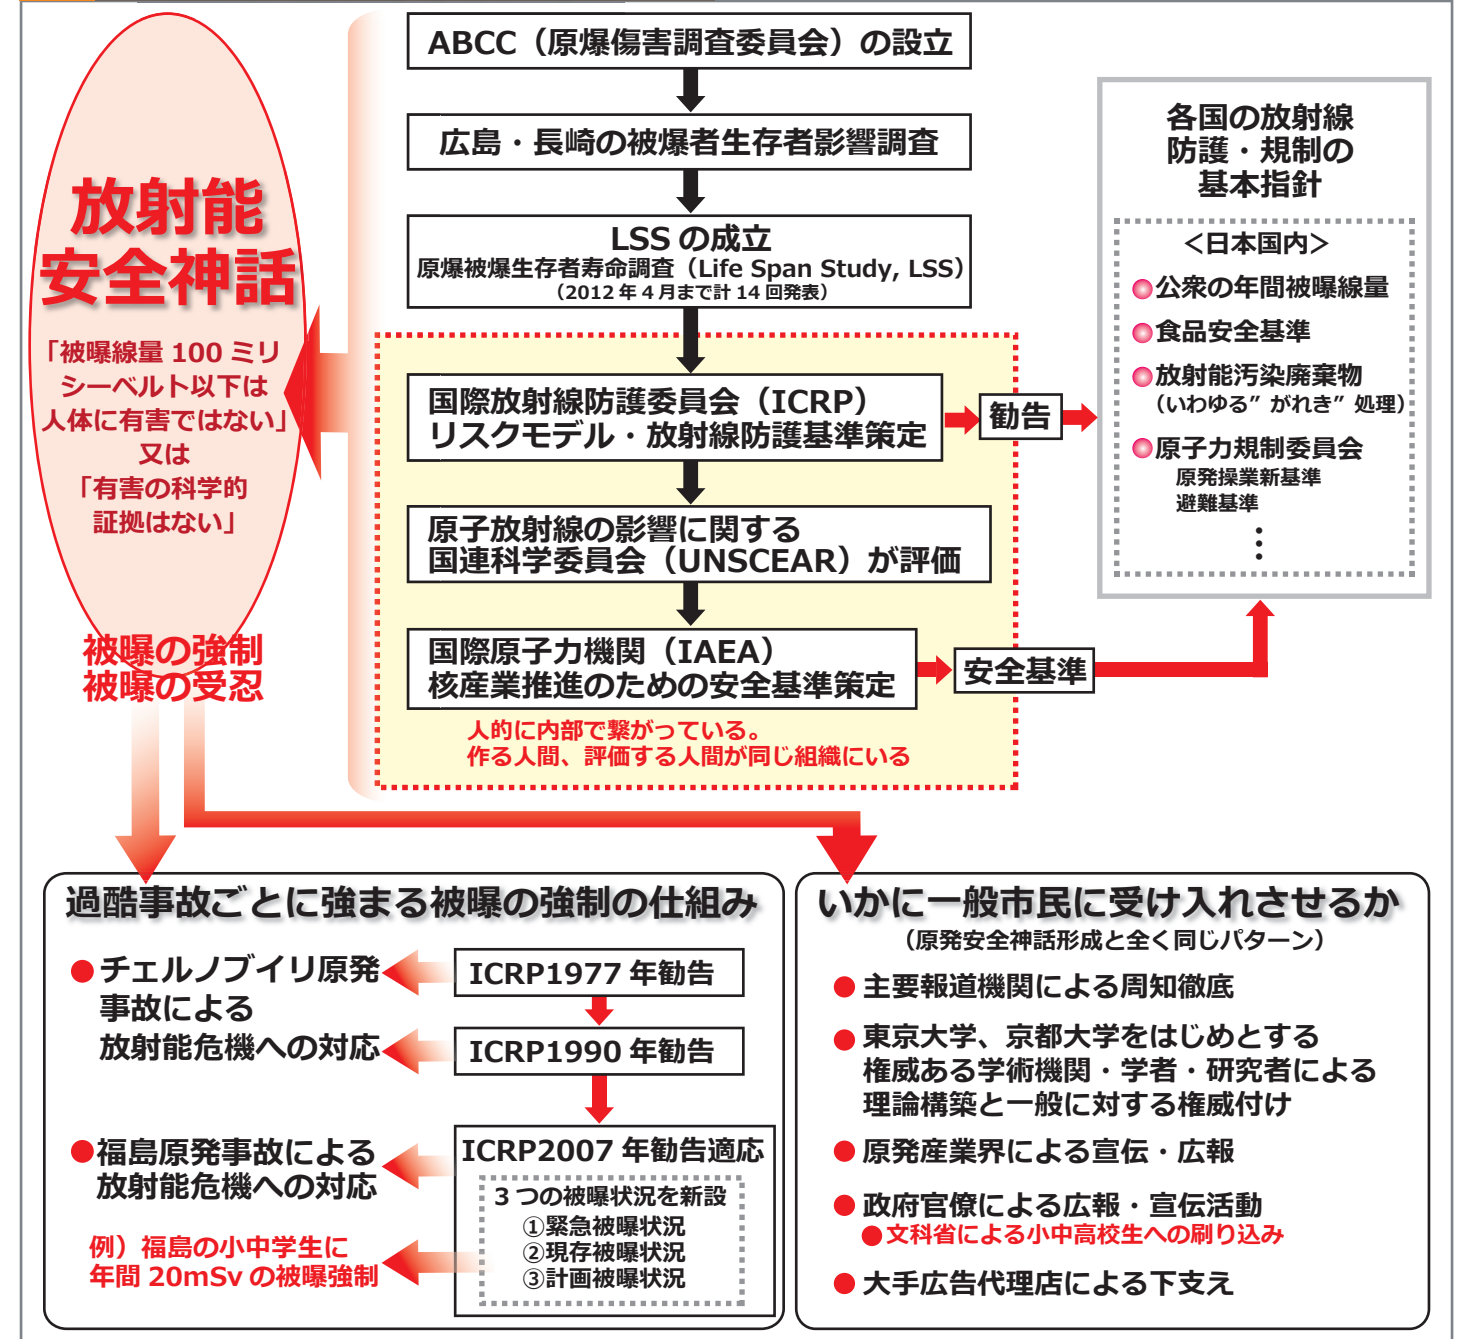 ABCC（原爆傷害調査委員会）の設立
広島・長崎の被爆者生存者影響調査
LSS の成立
原爆被爆生存者寿命調査（Life Span Study, LSS）
（2012 年 4 月まで計 14 回発表）
国際放射線防護委員会（ICRP）
リスクモデル・放射線防護基準策定
勧告
原子放射線の影響に関する
国連科学委員会（UNSCEAR）が評価
国際原子力機関（IAEA）
核産業推進のための安全基準策定
安全基準
人的に内部で繋がっている。
作る人間、評価する人間が同じ組織にいる
各国の放射線
防護・規制の
基本指針
＜日本国内＞
公衆の年間被曝線量
食品安全基準
放射能汚染廃棄物
（いわゆる”がれき”処理）
原子力規制委員会
原発操業新基準
避難基準
⋮
放射能
安全神話
「被曝線量 100 ミリ
シーベルト以下は
人体に有害ではない」
又は
「有害の科学的
証拠はない」
被曝の強制
被曝の受忍
過酷事故ごとに強まる被曝の強制の仕組み
●チェルノブイリ原発
事故による
放射能危機への対応
ICRP1977 年勧告
ICRP1990 年勧告
●福島原発事故による
放射能危機への対応
例）福島の小中学生に
年間 20mSv の被曝強制
ICRP2007 年勧告適応
３つの被曝状況を新設
①緊急被曝状況
②現存被曝状況
③計画被曝状況
いかに一般市民に受け入れさせるか
（原発安全神話形成と全く同じパターン）
●主要報道機関による周知徹底
●東京大学、京都大学をはじめとする
権威ある学術機関・学者・研究者による
理論構築と一般に対する権威付け
●原発産業界による宣伝・広報
●政府官僚による広報・宣伝活動
●文科省による小中高校生への刷り込み
●大手広告代理店による下支え